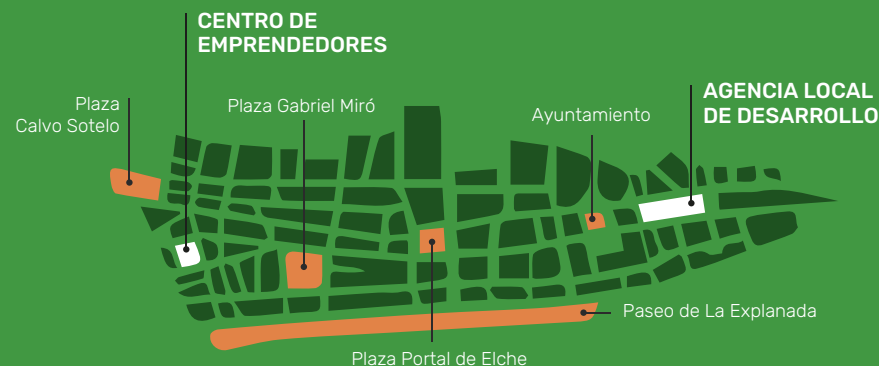 CENTRO DE
EMPRENDEDORES
AGENCIA LOCAL
DE DESARROLLO
Plaza
Calvo Sotelo
Plaza Gabriel Miró
Ayuntamiento
Paseo de La Explanada
Plaza Portal de Elche